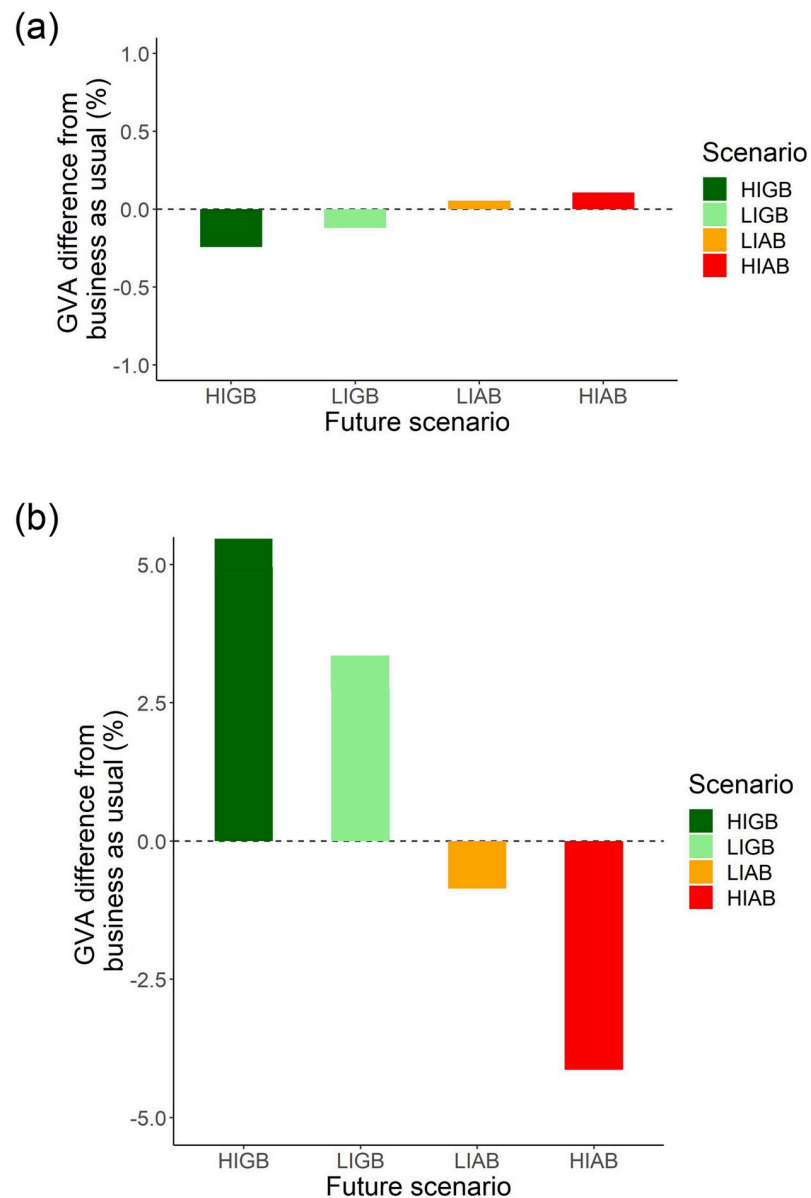 (a)
GVA difference from
business as usual (%)
1.0
0.5
0.0
-0.5
-1.0
HIGB LIGB LIAB HIAB
Future scenario
Scenario
HIGB
LIGB
LIAB
HIAB
(b)
GVA difference from
business as usual (%)
5.0
2.5
0.0
-2.5
-5.0
HIGB LIGB LIAB HIAB
Future scenario
Scenario
HIGB
LIGB
LIAB
HIAB